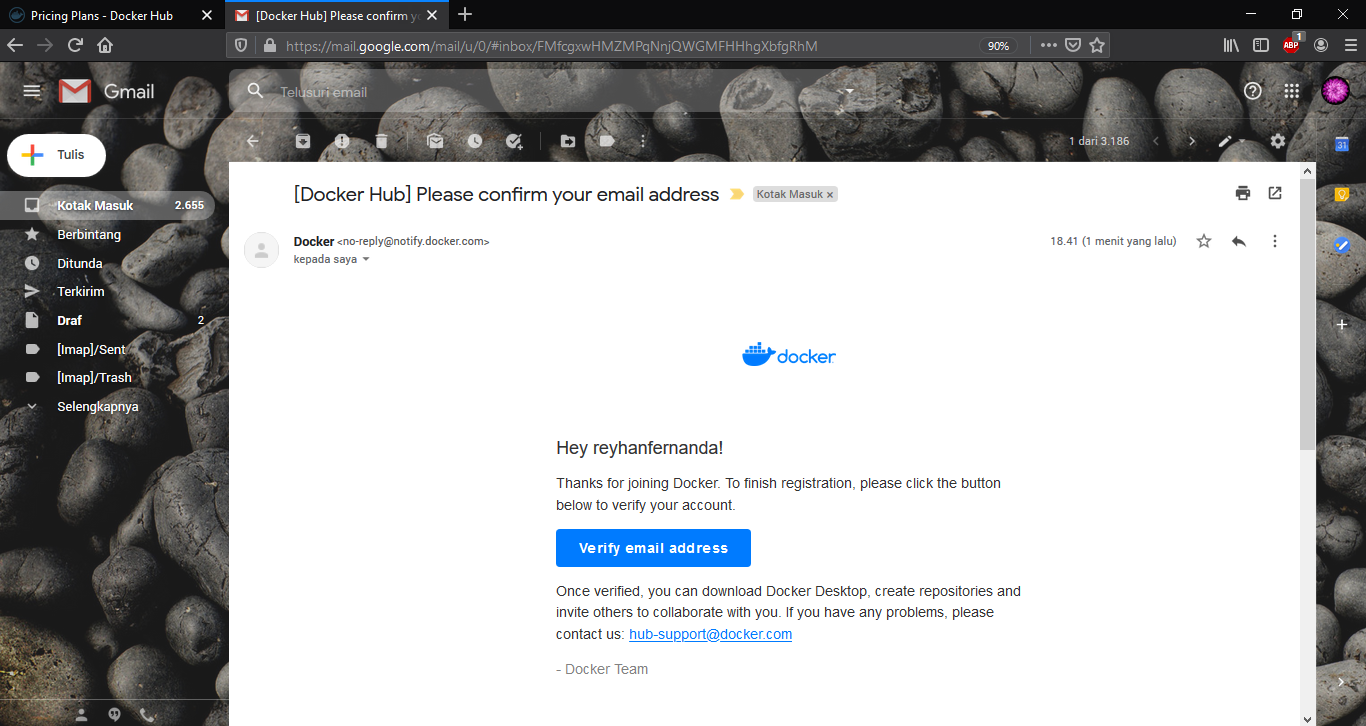 Pricing Plans - Docker Hub
[Docker Hub] Please confirm y
https://mail.google.com/mail/u/0/#inbox/FMfcgxwHMZMPqNnjQWGMFHHhgXbfgRhM
90%
ABP
1
Gmail
Telusuri email
Tulis
1 dari 3.186
31
Kotak Masuk 2.655
Berbintang
Ditunda
Terkirim
Draf 2
[Imap]/Sent
[Imap]/Trash
Selengkapnya
[Docker Hub] Please confirm your email address
Kotak Masuk ×
Docker <no-reply@notify.docker.com>
18.41 (1 menit yang lalu)
kepada saya
docker
Hey reyhanfernanda!
Thanks for joining Docker. To finish registration, please click the button
below to verify your account.
Verify email address
Once verified, you can download Docker Desktop, create repositories and
invite others to collaborate with you. If you have any problems, please
contact us: hub-support@docker.com
- Docker Team